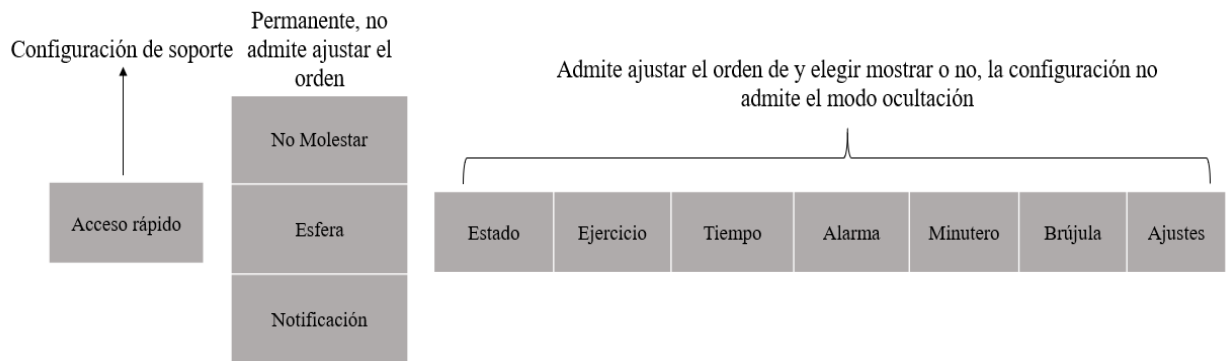 Configuración de soporte
Permanente, no
admite ajustar el
orden
Admite ajustar el orden de y elegir mostrar o no, la configuración no
admite el modo ocultación
No Molestar
Acceso rápido
Esfera
Estado
Ejercicio
Tiempo
Alarma
Minutero
Brújula
Ajustes
Notificación